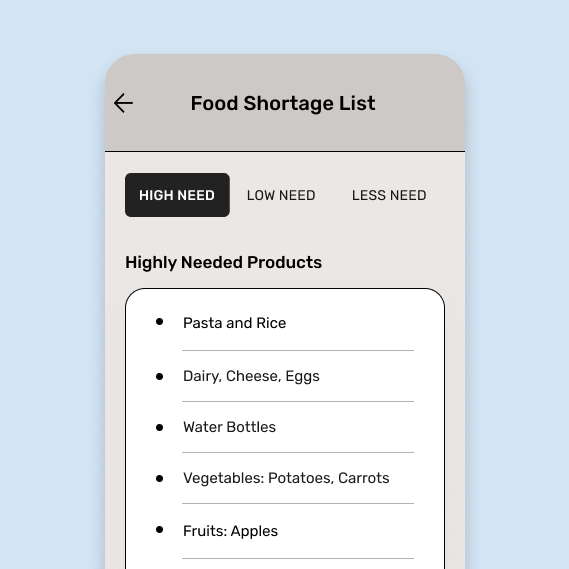 Food Shortage List
HIGH NEED LOW NEED LESS NEED
Highly Needed Products
Pasta and Rice
Dairy, Cheese, Eggs
Water Bottles
Vegetables: Potatoes, Carrots
Fruits: Apples